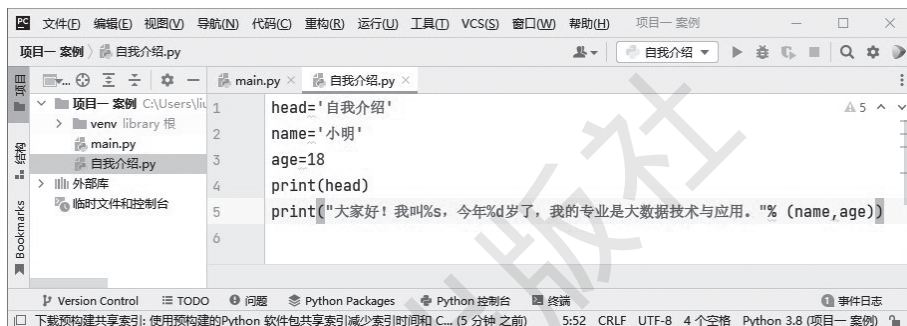 PC 文件(F) 编辑(E) 视图(V) 导航(N) 代码(C) 重构(R) 运行(U) 工具(T) VCS(S) 窗口(W) 帮助(H) 项目一 案例
项目一 案例 自我介绍.py 自我介绍
项目 main.py 自我介绍.py
项目一 案例 C:\Users\liu
venv library 根
main.py
自我介绍.py
外部库
临时文件和控制台
结构
Bookmarks
1 head='自我介绍'
2 name='小明'
3 age=18
4 print(head)
5 print("大家好！我叫%s，今年%d岁了，我的专业是大数据技术与应用。"% (name,age))
6
5
出版社
Version Control TODO 问题 Python Packages Python 控制台 终端 1 事件日志
下载预构建共享索引: 使用预构建的Python 软件包共享索引减少索引时间和 C... (5 分钟 之前) 5:52 CRLF UTF-8 4 个空格 Python 3.8 (项目一 案例)